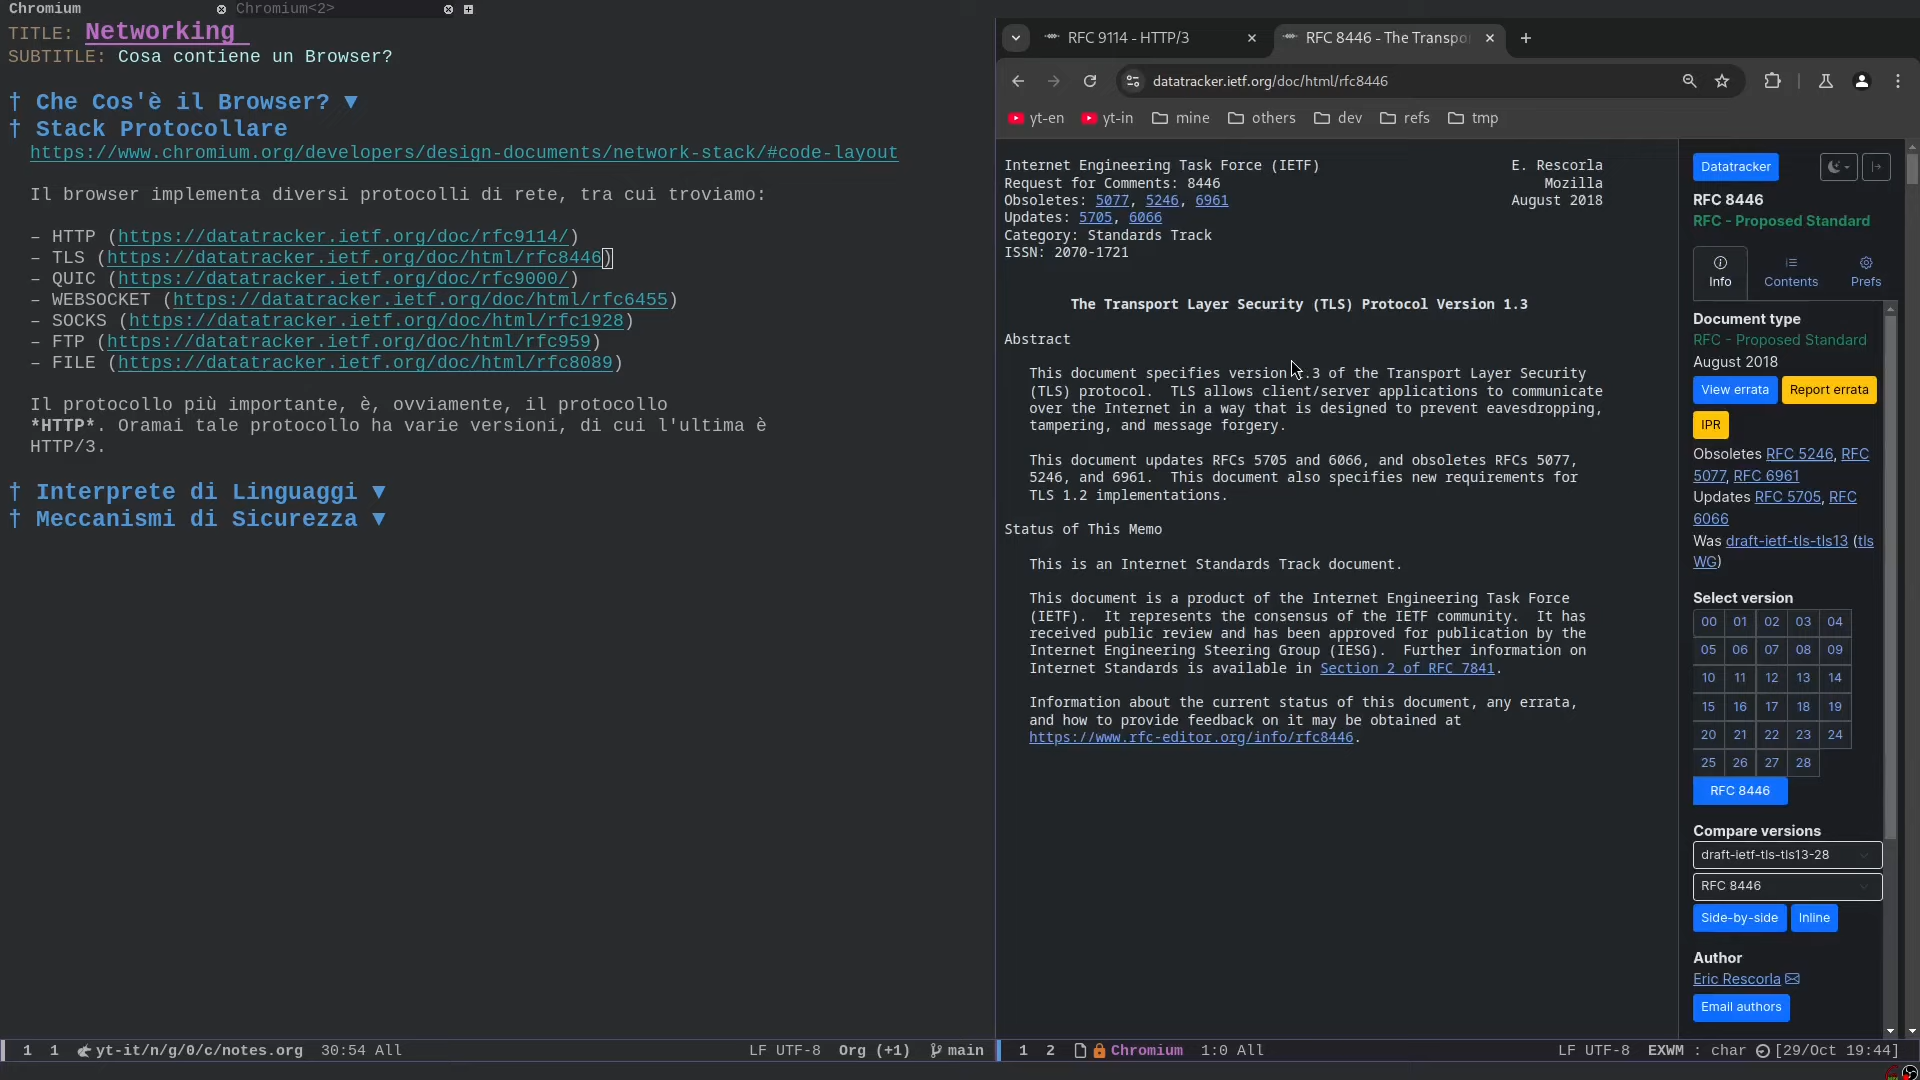 Chromium
Chromium<2>
TITLE: Networking
SUBTITLE: Cosa contiene un Browser?
† Che Cos'è il Browser? ▼
† Stack Protocollare
https://www.chromium.org/developers/design-documents/network-stack/#code-layout
Il browser implementa diversi protocolli di rete, tra cui troviamo:
– HTTP (https://datatracker.ietf.org/doc/rfc9114/)
– TLS (https://datatracker.ietf.org/doc/html/rfc8446)
– QUIC (https://datatracker.ietf.org/doc/rfc9000/)
– WEBSOCKET (https://datatracker.ietf.org/doc/html/rfc6455)
– SOCKS (https://datatracker.ietf.org/doc/html/rfc1928)
– FTP (https://datatracker.ietf.org/doc/html/rfc959)
– FILE (https://datatracker.ietf.org/doc/html/rfc8089)
Il protocollo più importante, è, ovviamente, il protocollo
*HTTP*. Oramai tale protocollo ha varie versioni, di cui l'ultima è
HTTP/3.
† Interprete di Linguaggi ▼
† Meccanismi di Sicurezza ▼
1 1 yt-it/n/g/0/c/notes.org 30:54 All LF UTF-8 Org (+1) main
RFC 9114 - HTTP/3
RFC 8446 - The Transpo
datatracker.ietf.org/doc/html/rfc8446
yt-en yt-in mine others dev refs tmp
Internet Engineering Task Force (IETF) E. Rescorla
Request for Comments: 8446 Mozilla
Obsoletes: 5077, 5246, 6961 August 2018
Updates: 5705, 6066
Category: Standards Track
ISSN: 2070-1721
The Transport Layer Security (TLS) Protocol Version 1.3
Abstract
This document specifies version 1.3 of the Transport Layer Security
(TLS) protocol. TLS allows client/server applications to communicate
over the Internet in a way that is designed to prevent eavesdropping,
tampering, and message forgery.
This document updates RFCs 5705 and 6066, and obsoletes RFCs 5077,
5246, and 6961. This document also specifies new requirements for
TLS 1.2 implementations.
Status of This Memo
This is an Internet Standards Track document.
This document is a product of the Internet Engineering Task Force
(IETF). It represents the consensus of the IETF community. It has
received public review and has been approved for publication by the
Internet Engineering Steering Group (IESG). Further information on
Internet Standards is available in Section 2 of RFC 7841.
Information about the current status of this document, any errata,
and how to provide feedback on it may be obtained at
https://www.rfc-editor.org/info/rfc8446.
Datatracker
RFC 8446
RFC - Proposed Standard
Info Contents Prefs
Document type
RFC - Proposed Standard
August 2018
View errata Report errata
IPR
Obsoletes RFC 5246, RFC
5077, RFC 6961
Updates RFC 5705, RFC
6066
Was draft-ietf-tls-tls13 (tls
WG)
Select version
00 01 02 03 04
05 06 07 08 09
10 11 12 13 14
15 16 17 18 19
20 21 22 23 24
25 26 27 28
RFC 8446
Compare versions
draft-ietf-tls-tls13-28
RFC 8446
Side-by-side Inline
Author
Eric Rescorla
Email authors
1 2 Chromium 1:0 All LF UTF-8 EXWM : char [29/Oct 19:44]